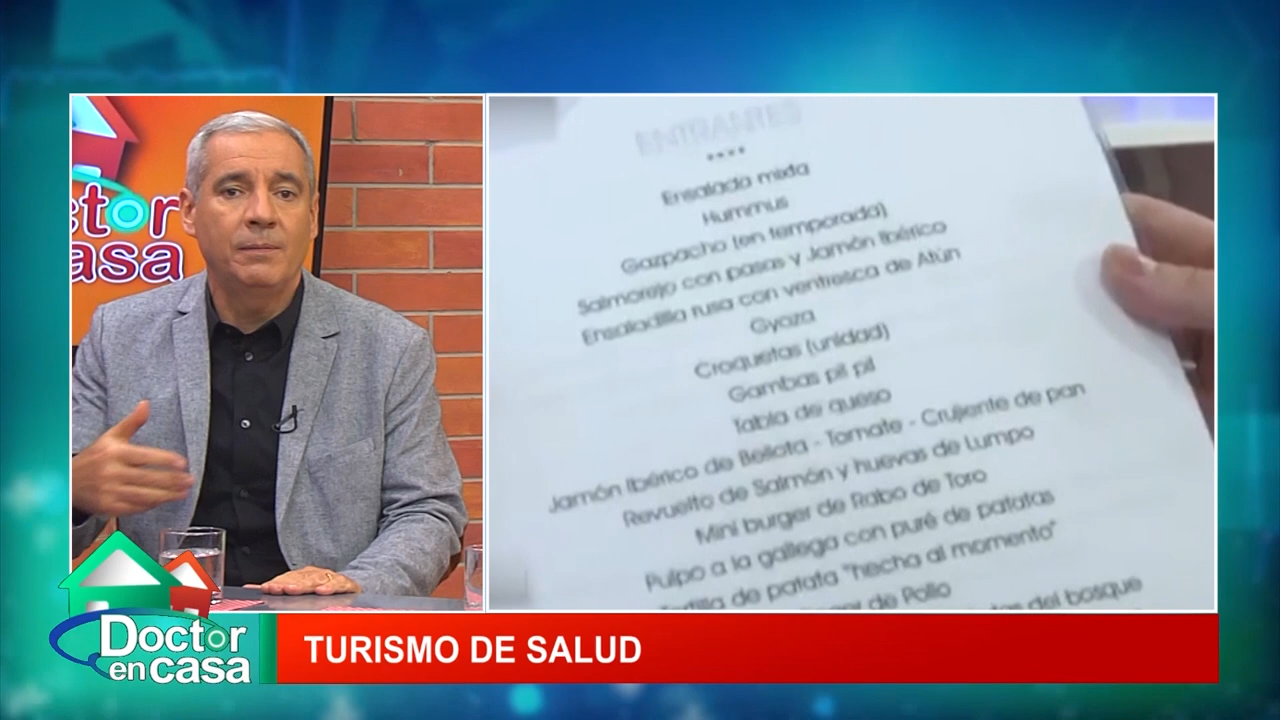 ctor
asa
ENTRANTES
Ensalada mixta
Hummus
Gazpacho (en temporada)
Salmorejo con pasas y Jamón Ibérico
Ensaladilla rusa con ventresca de Atún
Gyoza
Croquetas (unidad)
Gambas pil pil
Tabla de queso
Jamón Ibérico de Bellota - Tomate - Crujiente de pan
Revuelto de Salmón y huevas de Lumpo
Mini burger de Rabo de Toro
Pulpo a la gallega con puré de patatas
Tortilla de patata "hecha al momento"
de Pollo
del bosque
Doctor
en casa
TURISMO DE SALUD